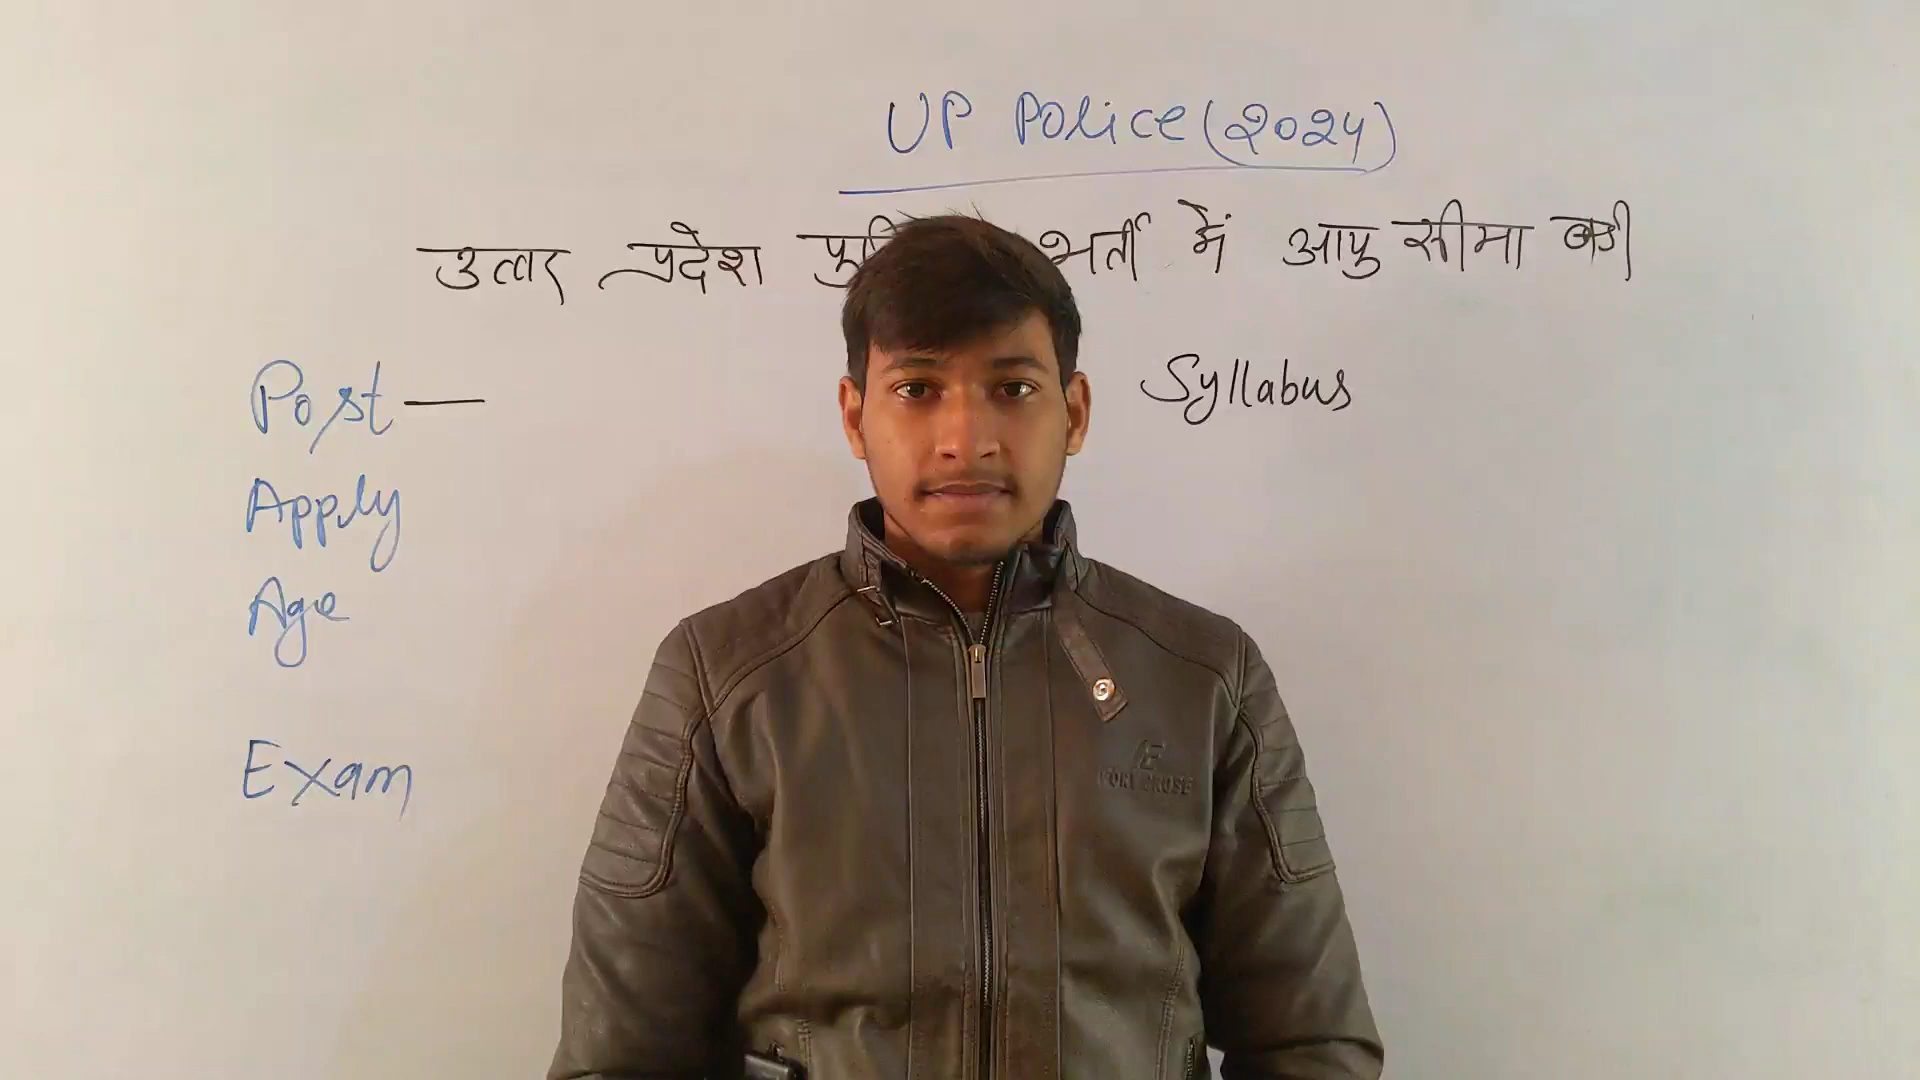 UP Police (2024)
उत्तर प्रदेश भर्ती में आयु सीमा बढ़ी
Post —
Syllabus
Apply
Age
Exam